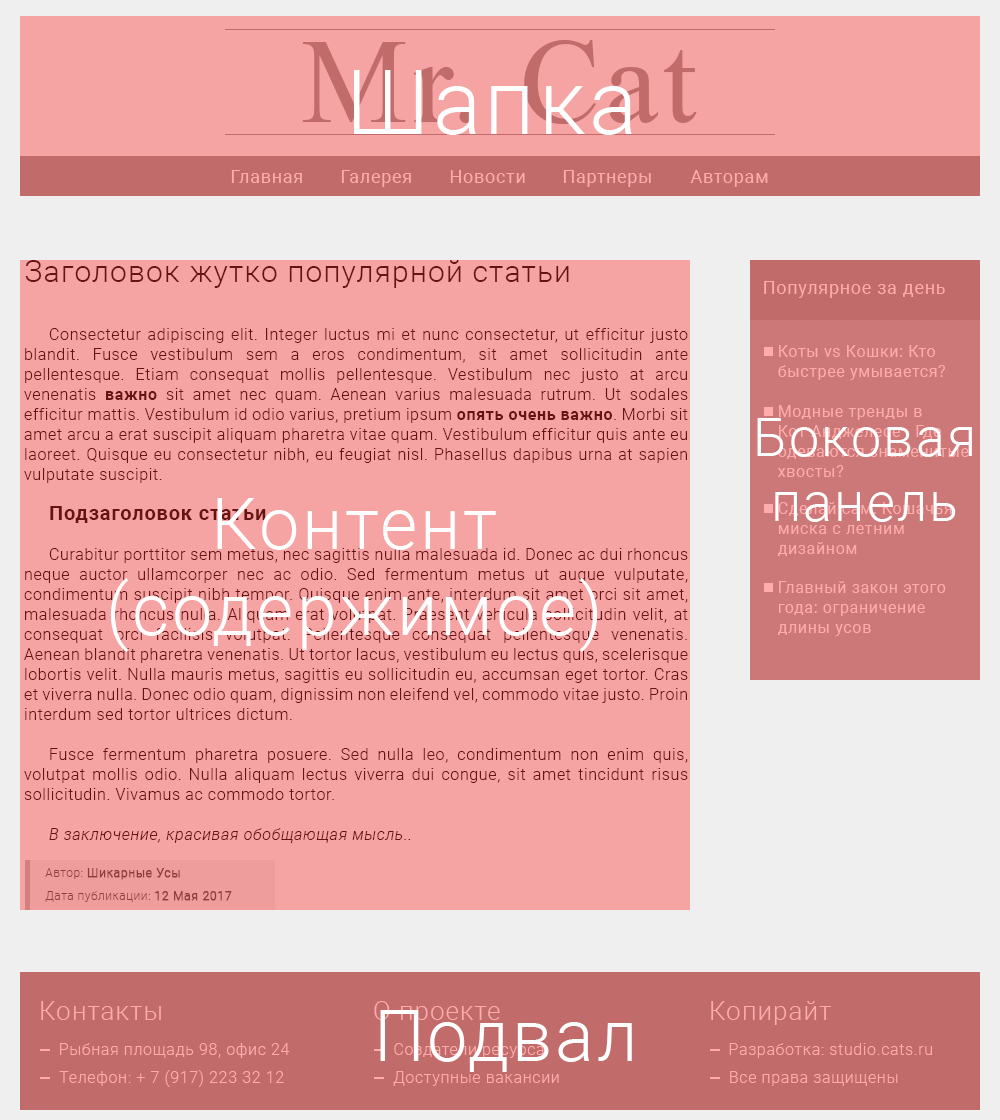 Mr. Cat
Шапка
Главная Галерея Новости Партнеры Авторам
Заголовок жутко популярной статьи
Consectetur adipiscing elit. Integer luctus mi et nunc consectetur, ut efficitur justo
blandit. Fusce vestibulum sem a eros condimentum, sit amet sollicitudin ante
pellentesque. Etiam consequat mollis pellentesque. Vestibulum nec justo at arcu
venenatis важно sit amet nec quam. Aenean varius malesuada rutrum. Ut sodales
efficitur mattis. Vestibulum id odio varius, pretium ipsum опять очень важно. Morbi sit
amet arcu a erat suscipit aliquam pharetra vitae quam. Vestibulum efficitur quis ante eu
laoreet. Quisque eu consectetur nibh, eu feugiat nisl. Phasellus dapibus urna at sapien
vulputate suscipit.
Подзаголовок статьи
Контент
(содержимое)
Curabitur porttitor sem metus, nec sagittis nulla malesuada id. Donec ac dui rhoncus
neque auctor ullamcorper nec ac odio. Sed fermentum metus ut augue vulputate,
condimentum suscipit nibh tempor. Quisque enim ante, interdum sit amet orci sit amet,
malesuada rhoncus nulla. Aliquam erat volutpat. Praesent vehicula sollicitudin velit, at
consequat orci facilisis volutpat. Pellentesque consequat pellentesque venenatis.
Aenean blandit pharetra venenatis. Ut tortor lacus, vestibulum eu lectus quis, scelerisque
lobortis velit. Nulla mauris metus, sagittis eu sollicitudin eu, accumsan eget tortor. Cras
et viverra nulla. Donec odio quam, dignissim non eleifend vel, commodo vitae justo. Proin
interdum sed tortor ultrices dictum.
Fusce fermentum pharetra posuere. Sed nulla leo, condimentum non enim quis,
volutpat mollis odio. Nulla aliquam lectus viverra dui congue, sit amet tincidunt risus
sollicitudin. Vivamus ac commodo tortor.
В заключение, красивая обобщающая мысль..
Автор: Шикарные Усы
Дата публикации: 12 Мая 2017
Популярное за день
Коты vs Кошки: Кто
быстрее умывается?
Модные тренды в
Кот-Анджелесе. Где
одеваются знаменитые
хвосты?
Боковая
панель
Сделай сам: Кошачья
миска с летним
дизайном
Главный закон этого
года: ограничение
длины усов
Контакты
– Рыбная площадь 98, офис 24
– Телефон: + 7 (917) 223 32 12
О проекте
– Создатели ресурса
– Доступные вакансии
Подвал
Копирайт
– Разработка: studio.cats.ru
– Все права защищены